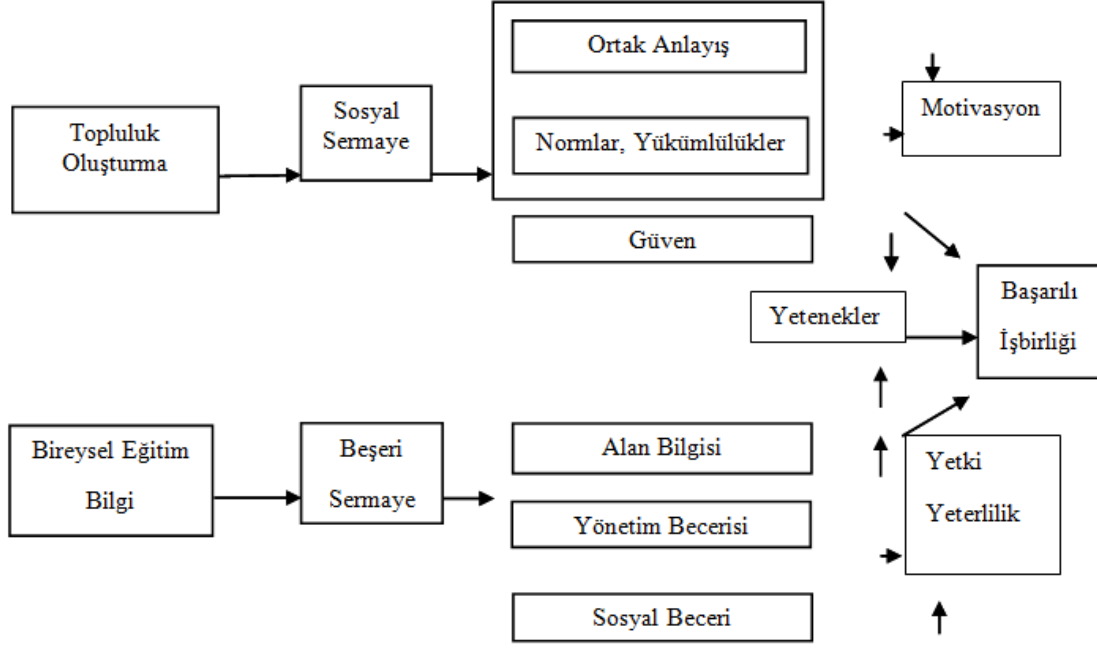 Ortak Anlayış
Motivasyon
Sosyal
Sermaye
Topluluk
Oluşturma
Normlar, Yükümlülükler
Güven
Yetenekler
Başarılı
İşbirliği
Bireysel Eğitim
Bilgi
Beşeri
Sermaye
Alan Bilgisi
Yetki
Yeterlilik
Yönetim Becerisi
Sosyal Beceri